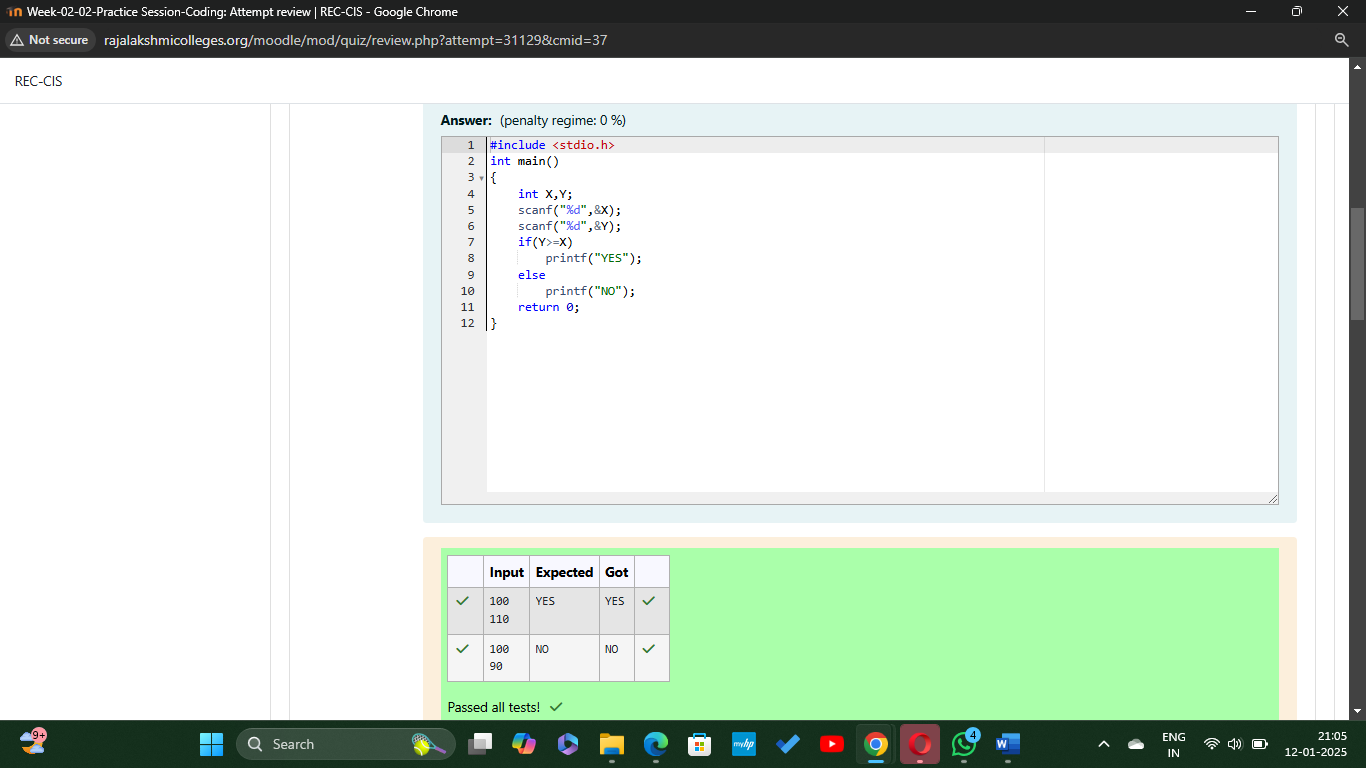 Week-02-02-Practice Session-Coding: Attempt review | REC-CIS - Google Chrome
Not secure rajalakshmicolleges.org/moodle/mod/quiz/review.php?attempt=31129&cmid=37
REC-CIS
Answer: (penalty regime: 0 %)
1 #include <stdio.h>
2 int main()
3 {
4     int X,Y;
5     scanf("%d",&X);
6     scanf("%d",&Y);
7     if(Y>=X)
8         printf("YES");
9     else
10         printf("NO");
11     return 0;
12 }
Input Expected Got
100 YES YES
110
100 NO NO
90
Passed all tests!
9+
Search
myhp
4
W
ENG
IN
21:05
12-01-2025